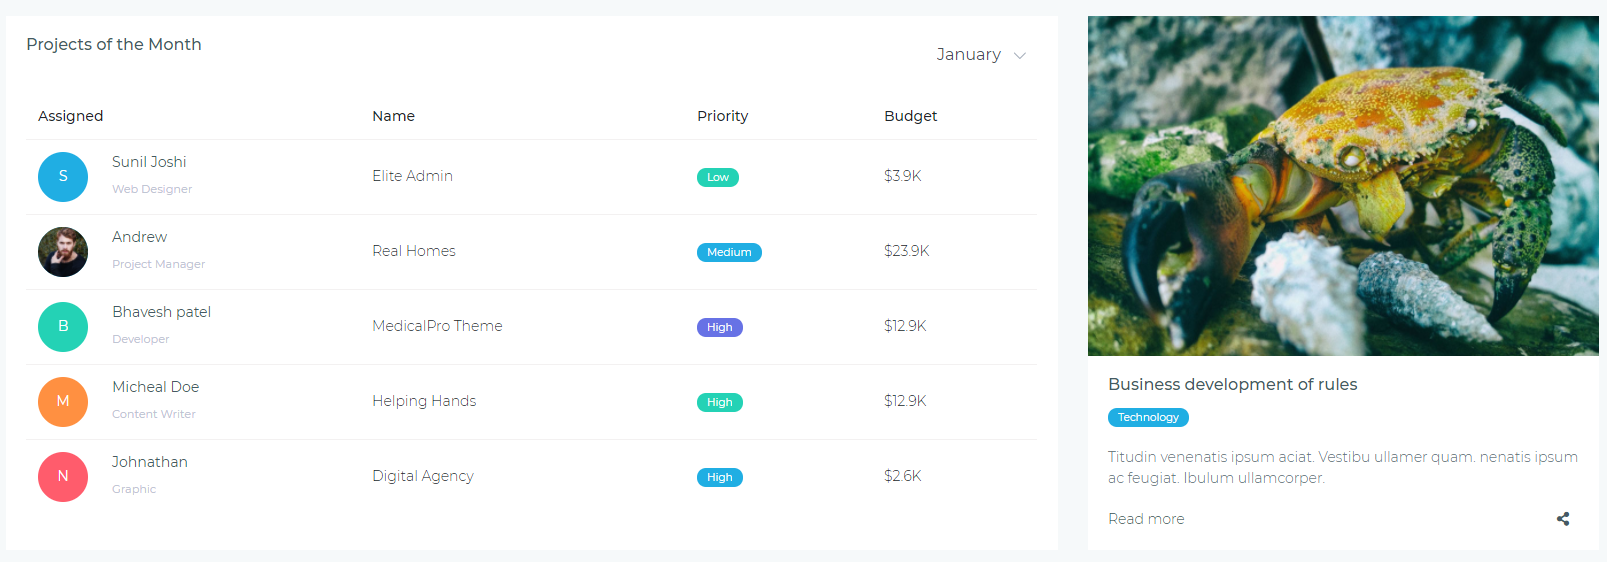 Projects of the Month
January
Assigned Name Priority Budget
S Sunil Joshi
Web Designer
Elite Admin Low $3.9K
Andrew
Project Manager
Real Homes Medium $23.9K
B Bhavesh patel
Developer
MedicalPro Theme High $12.9K
M Micheal Doe
Content Writer
Helping Hands High $12.9K
N Johnathan
Graphic
Digital Agency High $2.6K
Business development of rules
Technology
Titudin venenatis ipsum aciat. Vestibu ullamer quam. nenatis ipsum
ac feugiat. Ibulum ullamcorper.
Read more